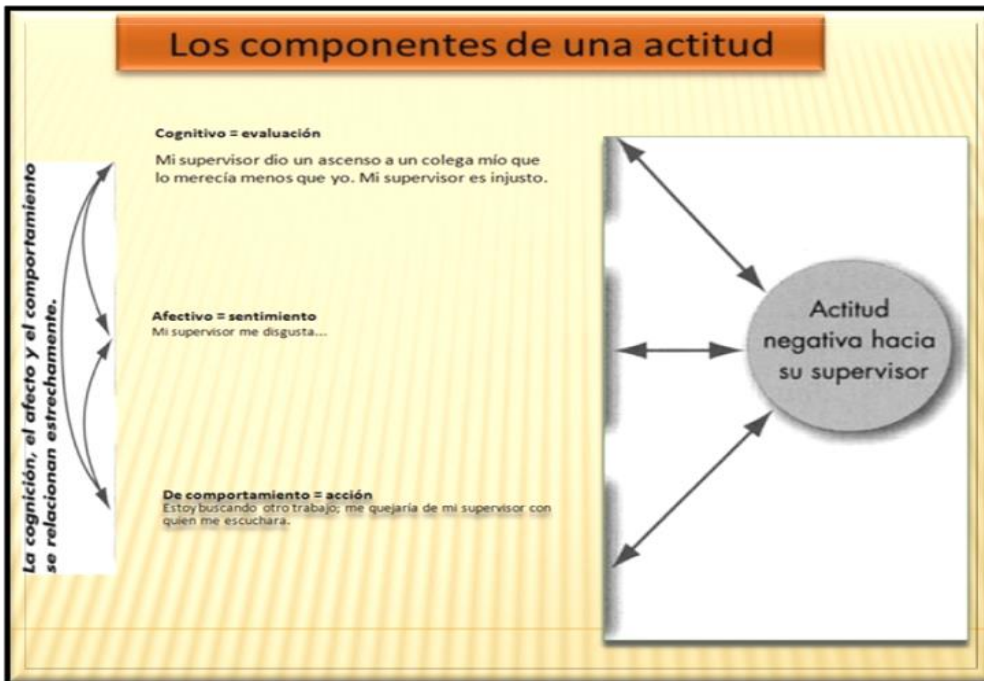 Los componentes de una actitud
La cognición, el afecto y el comportamiento
se relacionan estrechamente.
Cognitivo = evaluación
Mi supervisor dio un ascenso a un colega mío que
lo merecía menos que yo. Mi supervisor es injusto.
Afectivo = sentimiento
Mi supervisor me disgusta...
De comportamiento = acción
Estoy buscando otro trabajo; me quejaría de mi supervisor con
quien me escuchara.
Actitud
negativa hacia
su supervisor